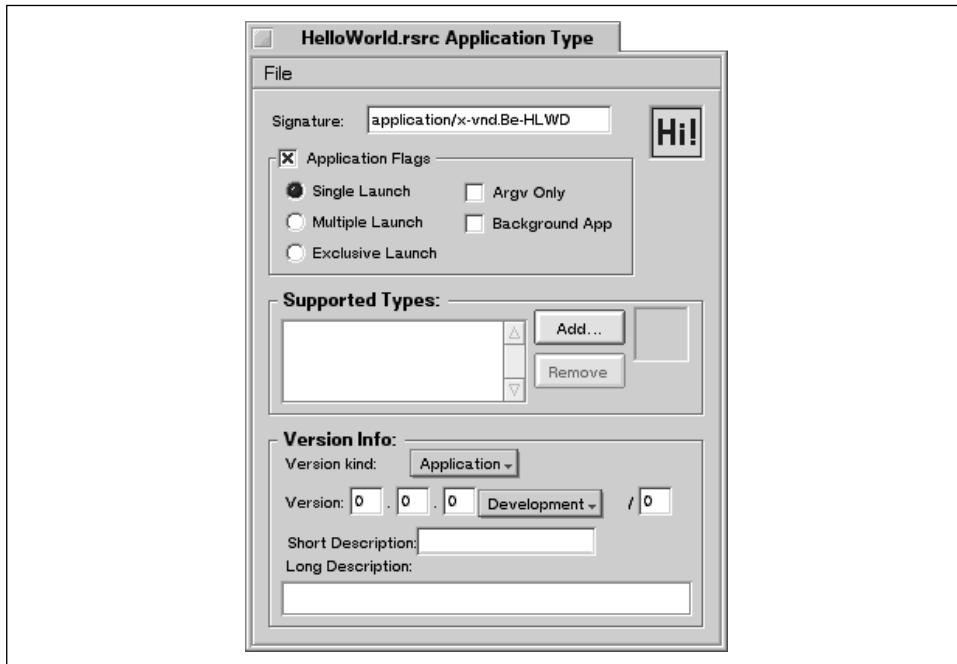 HelloWorld.rsrc Application Type
File
Signature: application/x-vnd.Be-HLWD
Hi!
Application Flags
Single Launch Argv Only
Multiple Launch Background App
Exclusive Launch
Supported Types:
Add...
Remove
Version Info:
Version kind: Application
Version: 0 . 0 . 0 Development / 0
Short Description:
Long Description: